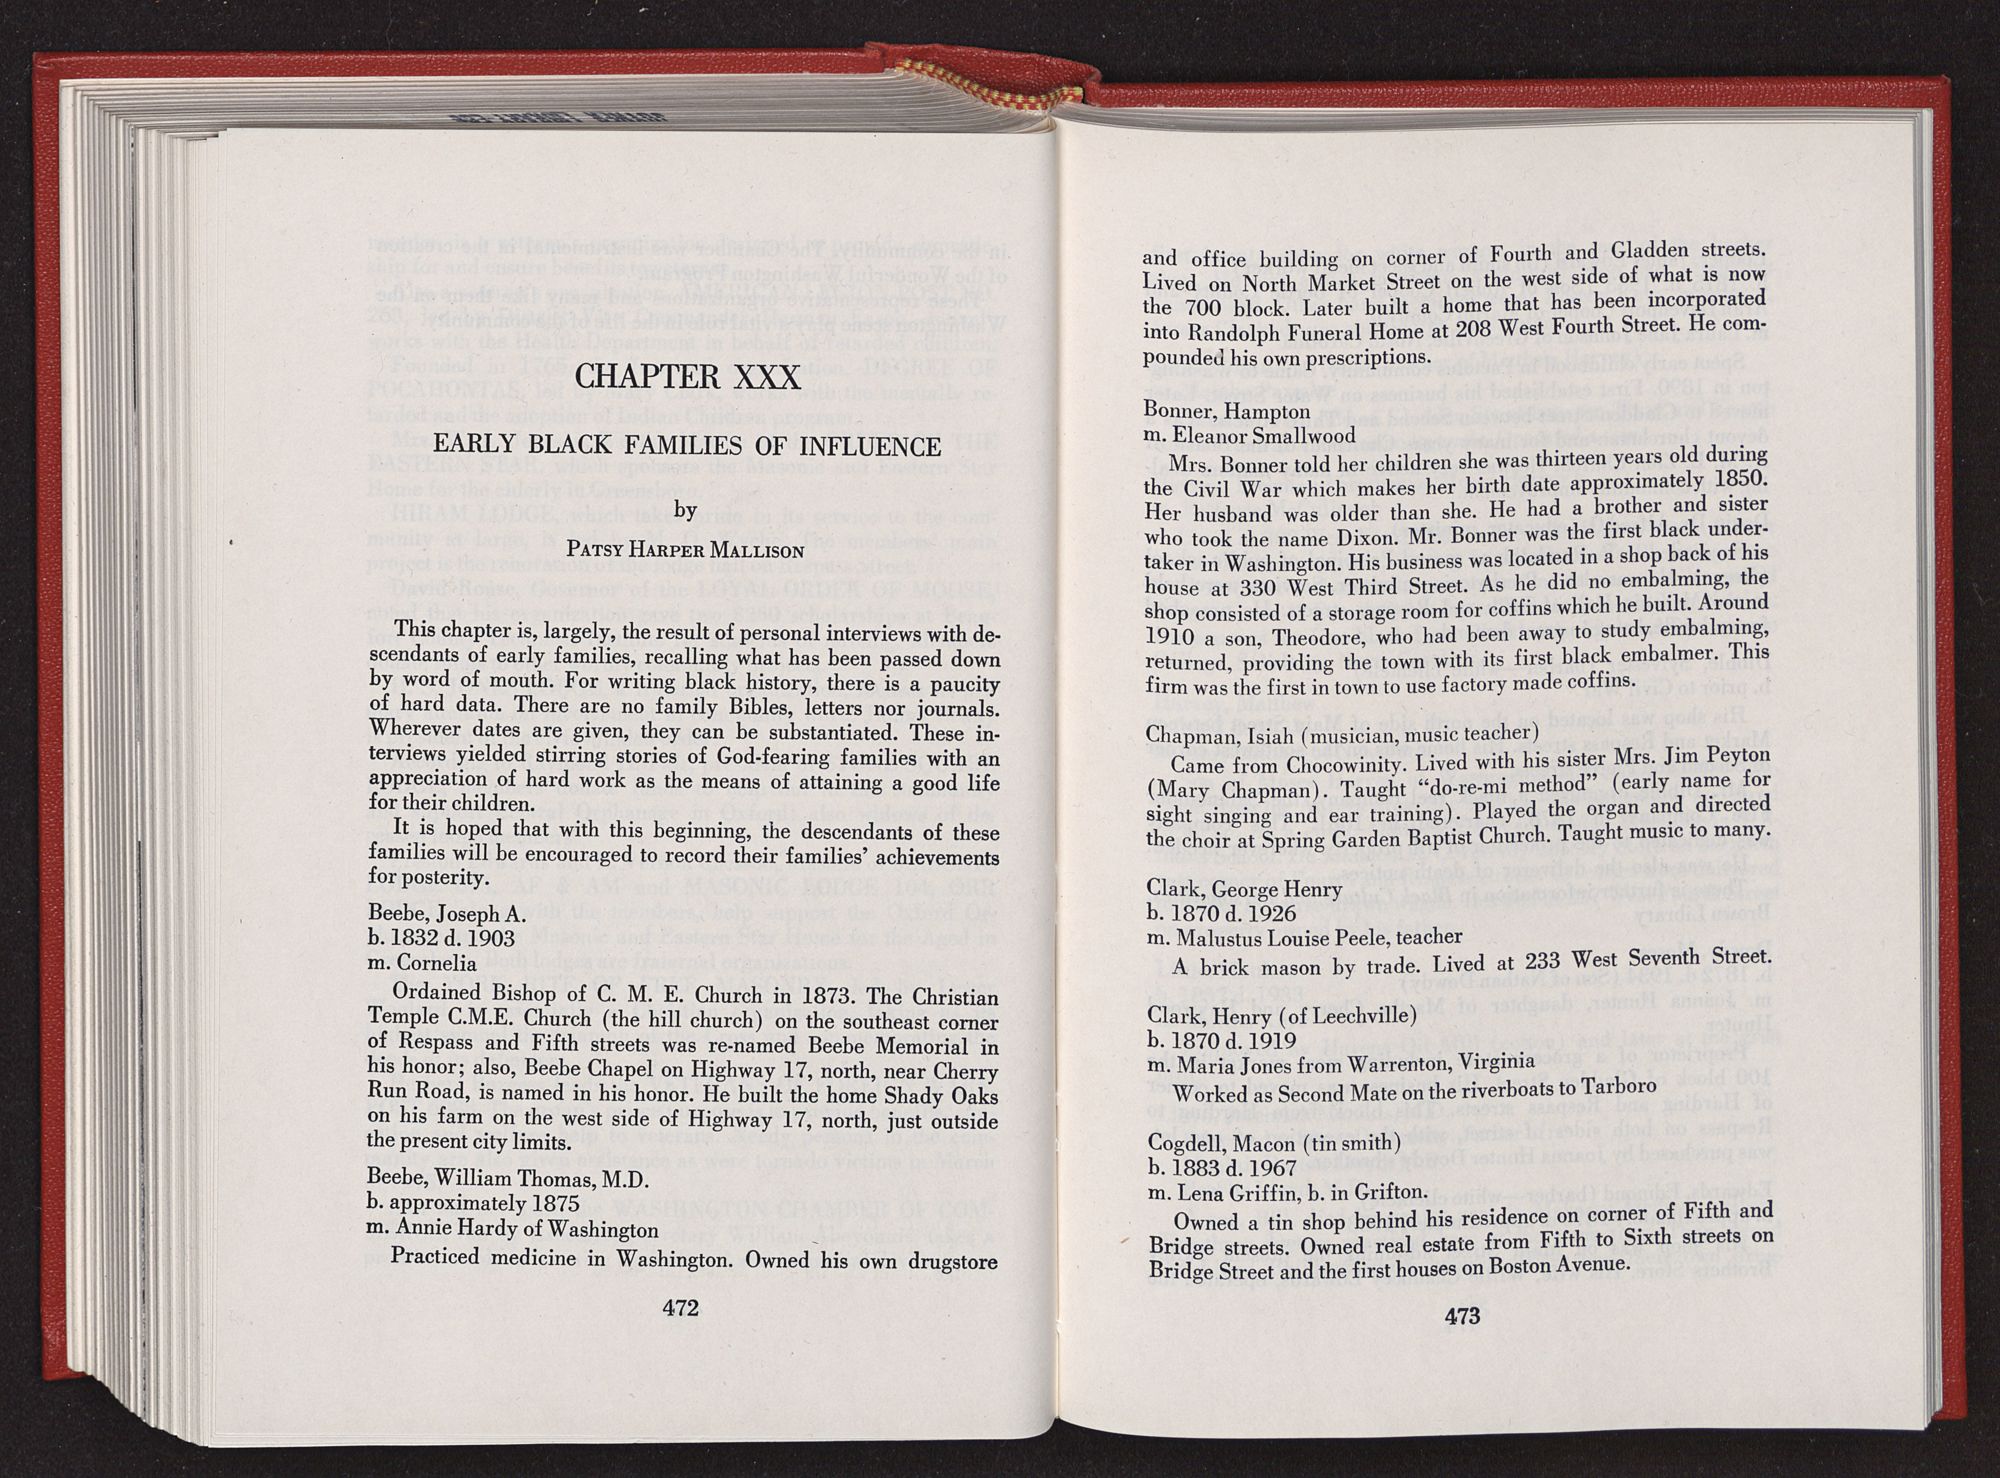 CHAPTER XXX
EARLY BLACK FAMILIES OF INFLUENCE
by
PATSY HARPER MALLISON
This chapter is, largely, the result of personal interviews with de-
scendants of early families, recalling what has been passed down
by word of mouth. For writing black history, there is a paucity
of hard data. There are no family Bibles, letters nor journals.
Wherever dates are given, they can be substantiated. These in-
terviews yielded stirring stories of God-fearing families with an
appreciation of hard work as the means of attaining a good life
for their children.
It is hoped that with this beginning, the descendants of these
families will be encouraged to record their families' achievements
for posterity.
Beebe, Joseph A.
b. 1832 d. 1903
m. Cornelia
Ordained Bishop of C. M. E. Church in 1873. The Christian
Temple C.M.E. Church (the hill church) on the southeast corner
of Respass and Fifth streets was re-named Beebe Memorial in
his honor; also, Beebe Chapel on Highway 17, north, near Cherry
Run Road, is named in his honor. He built the home Shady Oaks
on his farm on the west side of Highway 17, north, just outside
the present city limits.
Beebe, William Thomas, M.D.
b. approximately 1875
m. Annie Hardy of Washington
Practiced medicine in Washington. Owned his own drugstore
472
and office building on corner of Fourth and Gladden streets.
Lived on North Market Street on the west side of what is now
the 700 block. Later built a home that has been incorporated
into Randolph Funeral Home at 208 West Fourth Street. He com-
pounded his own prescriptions.
Bonner, Hampton
m. Eleanor Smallwood
Mrs. Bonner told her children she was thirteen years old during
the Civil War which makes her birth date approximately 1850.
Her husband was older than she. He had a brother and sister
who took the name Dixon. Mr. Bonner was the first black under-
taker in Washington. His business was located in a shop back of his
house at 330 West Third Street. As he did no embalming, the
shop consisted of a storage room for coffins which he built. Around
1910 a son, Theodore, who had been away to study embalming,
returned, providing the town with its first black embalmer. This
firm was the first in town to use factory made coffins.
Chapman, Isiah (musician, music teacher)
Came from Chocowinity. Lived with his sister Mrs. Jim Peyton
(Mary Chapman). Taught "do-re-mi method" (early name for
sight singing and ear training). Played the organ and directed
the choir at Spring Garden Baptist Church. Taught music to many.
Clark, George Henry
b. 1870 d. 1926
m. Malustus Louise Peele, teacher
A brick mason by trade. Lived at 233 West Seventh Street.
Clark, Henry (of Leechville)
b. 1870 d. 1919
m. Maria Jones from Warrenton, Virginia
Worked as Second Mate on the riverboats to Tarboro
Cogdell, Macon (tin smith)
b. 1883 d. 1967
m. Lena Griffin, b. in Grifton.
Owned a tin shop behind his residence on corner of Fifth and
Bridge streets. Owned real estate from Fifth to Sixth streets on
Bridge Street and the first houses on Boston Avenue.
473